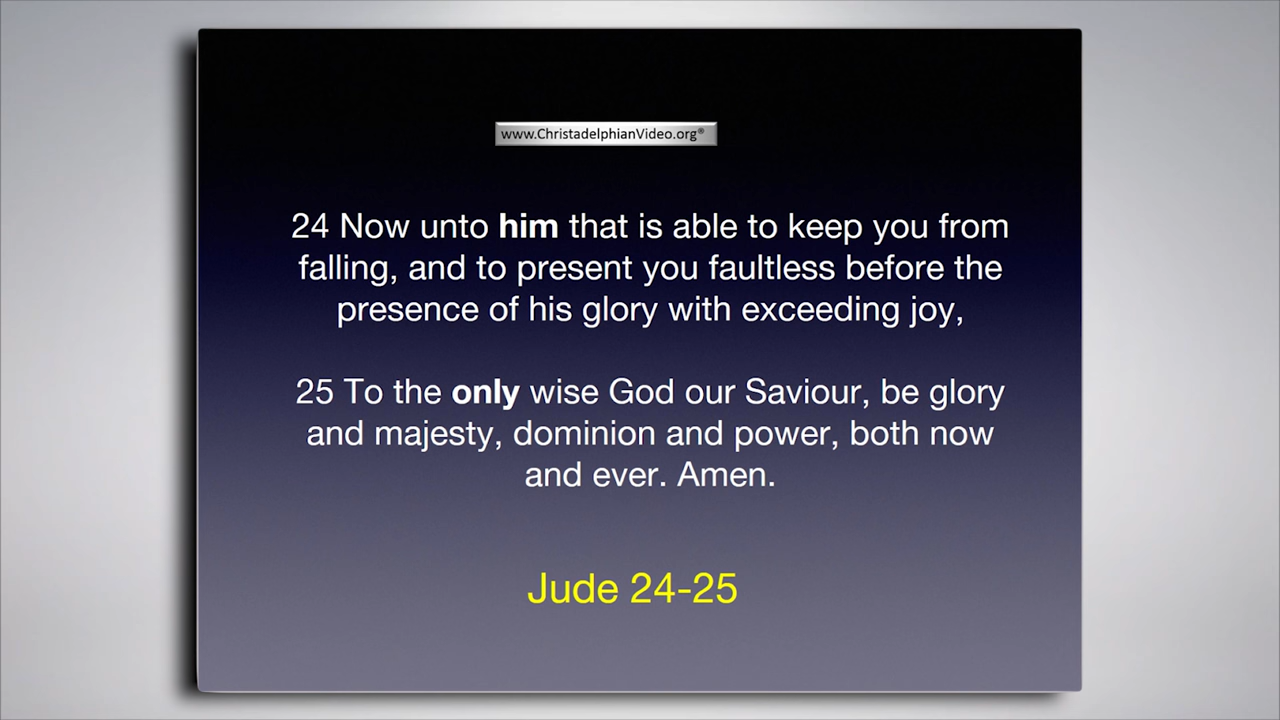 www.ChristadelphianVideo.org®
24 Now unto him that is able to keep you from
falling, and to present you faultless before the
presence of his glory with exceeding joy,
25 To the only wise God our Saviour, be glory
and majesty, dominion and power, both now
and ever. Amen.
Jude 24-25